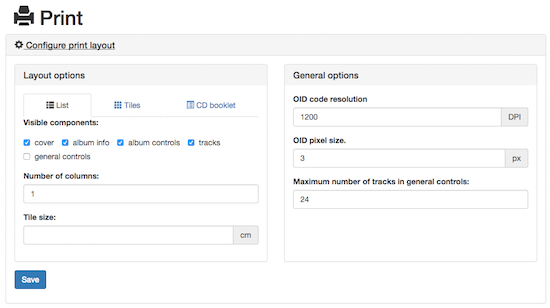 Print
Configure print layout
Layout options
List
Tiles
CD booklet
Visible components:
cover album info album controls tracks
general controls
Number of columns:
1
Tile size:
cm
General options
OID code resolution
1200 DPI
OID pixel size.
3 px
Maximum number of tracks in general controls:
24
Save